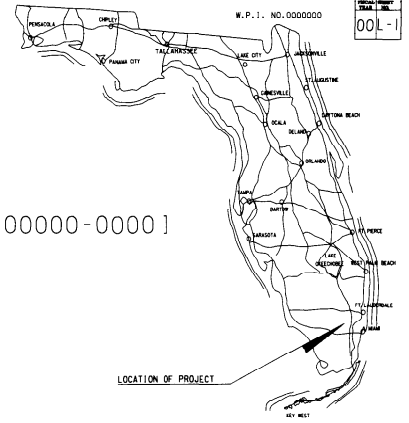 W.P.I. NO.0000000
FISCAL YEAR
SHEET NO.
00
L-1
PENSACOLA
CHIPLEY
TALLAHASSEE
PANAMA CITY
LAKE CITY
JACKSONVILLE
ST. AUGUSTINE
GAINESVILLE
OCALA
DAYTONA BEACH
DELAND
ORLANDO
TAMPA
BARTOW
00000-0000]
FT. PIERCE
SARASOTA
LAKE
OKEECHOBEE
WEST PALM BEACH
FT. LAUDERDALE
MIAMI
LOCATION OF PROJECT
KEY WEST